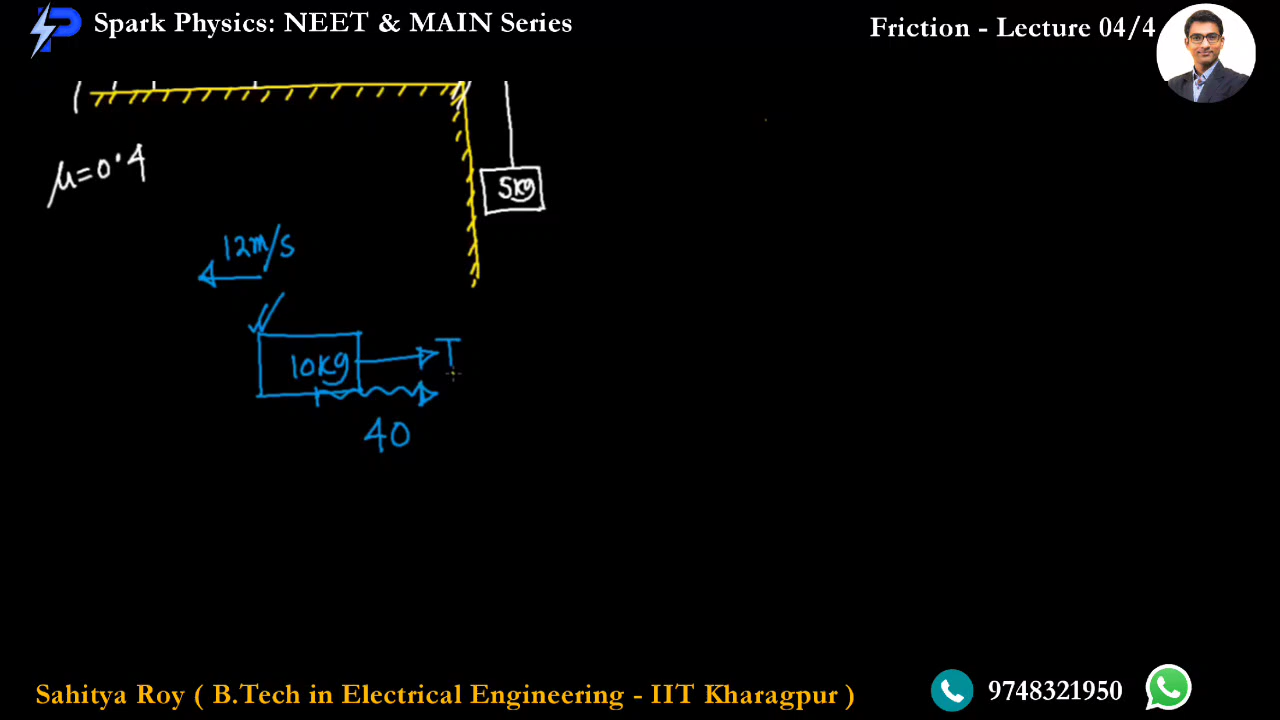 Spark Physics: NEET & MAIN Series
Friction - Lecture 04/4
μ=0.4
5kg
12m/s
10kg
T
40
Sahitya Roy ( B.Tech in Electrical Engineering - IIT Kharagpur )
9748321950